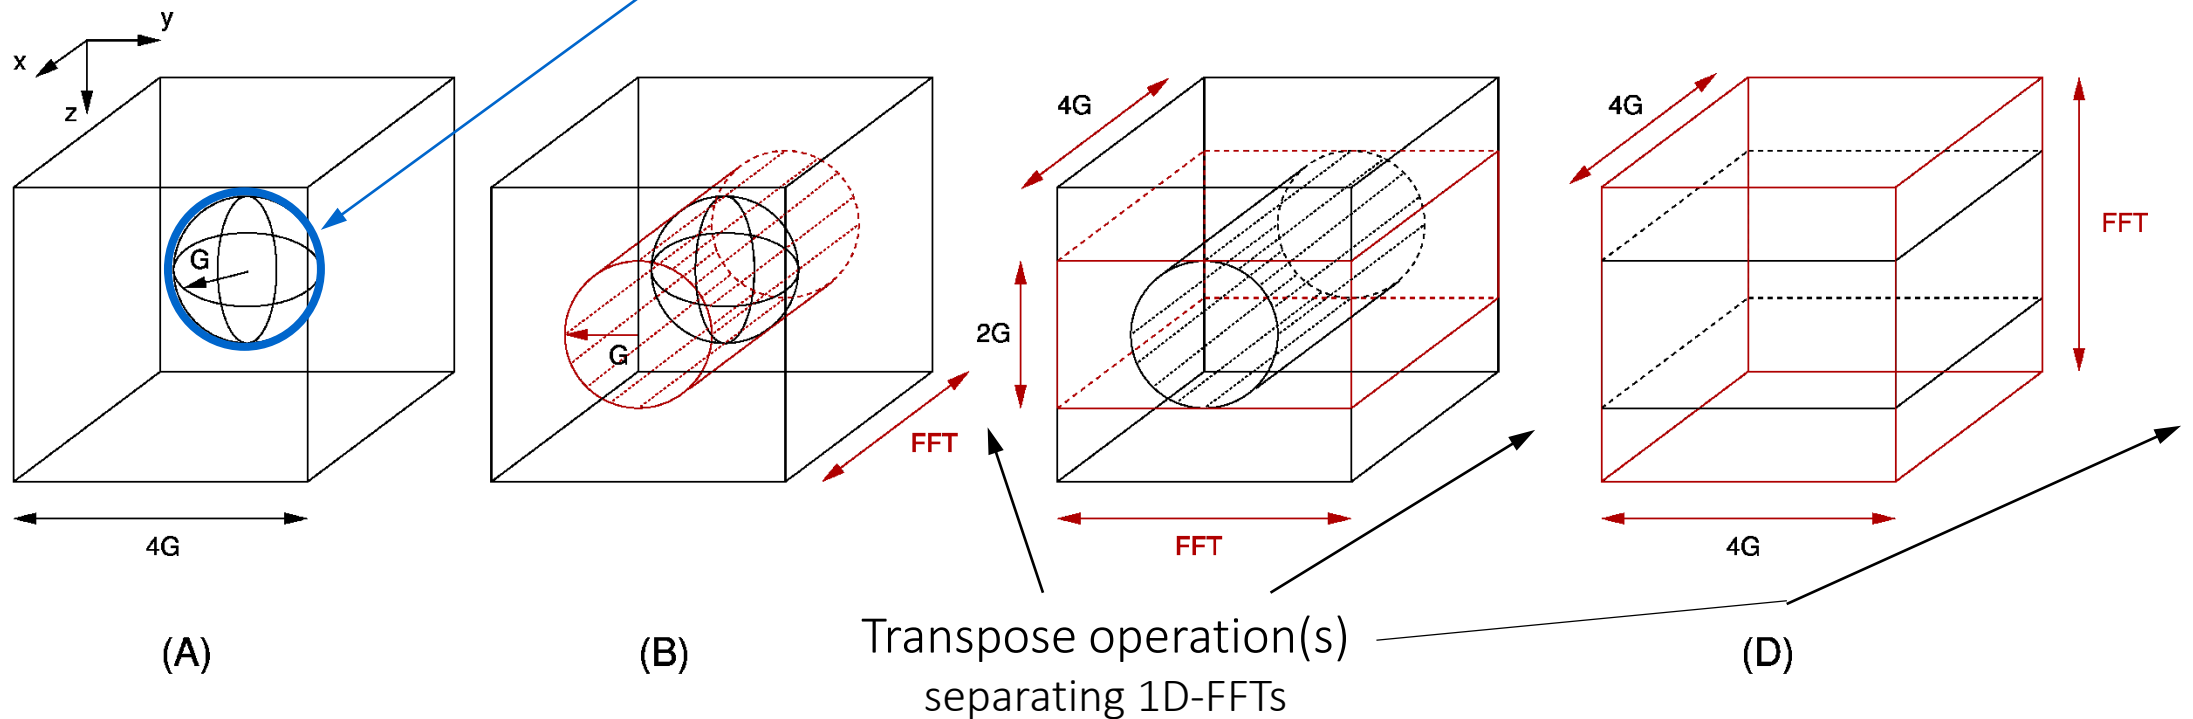 y
x
z
G
4G
(A)
G
FFT
(B)
4G
2G
FFT
4G
FFT
4G
(D)
Transpose operation(s)
separating 1D-FFTs